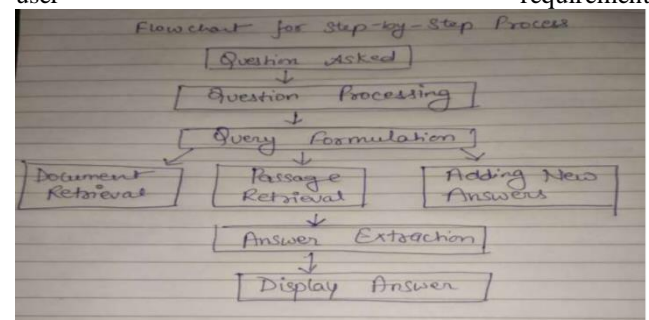 user requirement
Flowchart for Step-by-Step Process
Question Asked
Question Processing
Query Formulation
Document Retrieval
Passage Retrieval
Adding New Answers
Answer Extraction
Display Answer